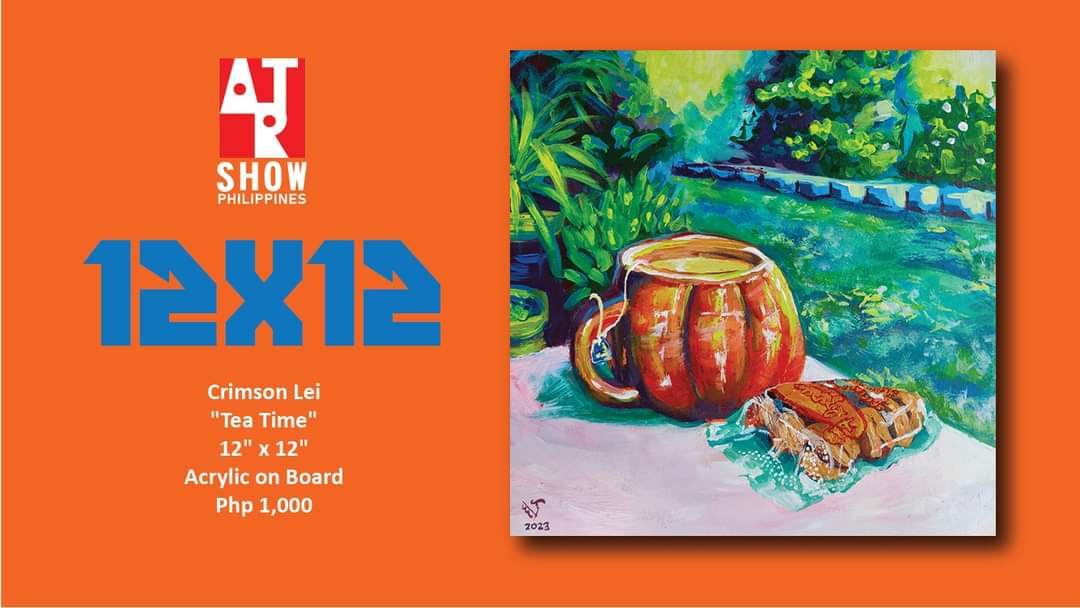 ART
SHOW
PHILIPPINES
12X12
Crimson Lei
"Tea Time"
12" x 12"
Acrylic on Board
Php 1,000
2023